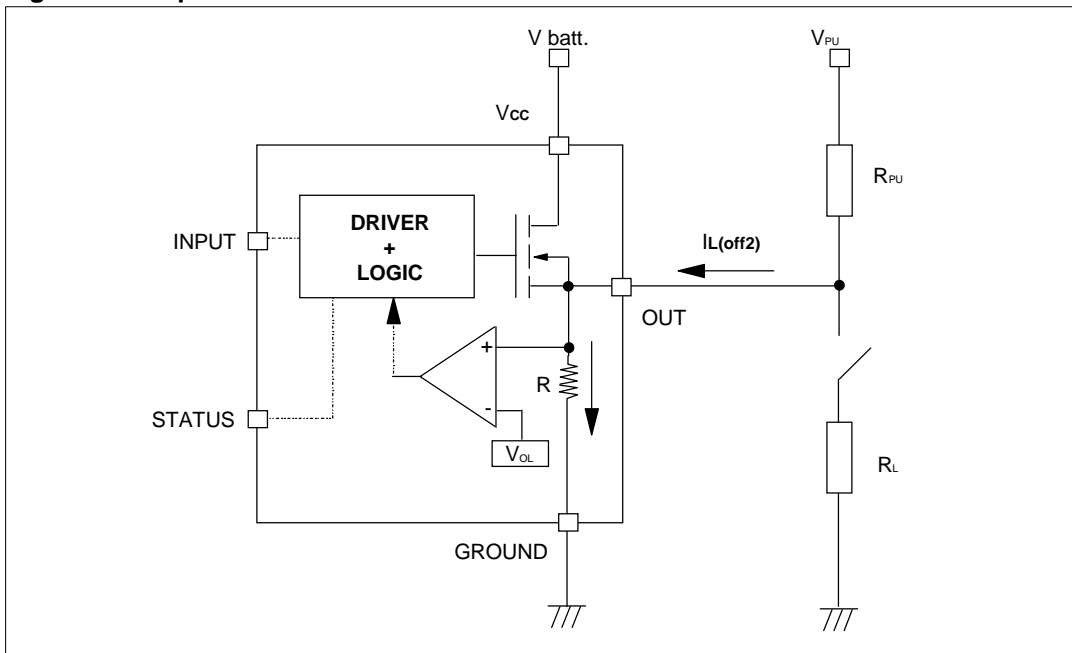 V batt.
VPU
Vcc
RPU
DRIVER
+
LOGIC
INPUT
IL(off2)
OUT
+
R
-
STATUS
VOL
RL
GROUND